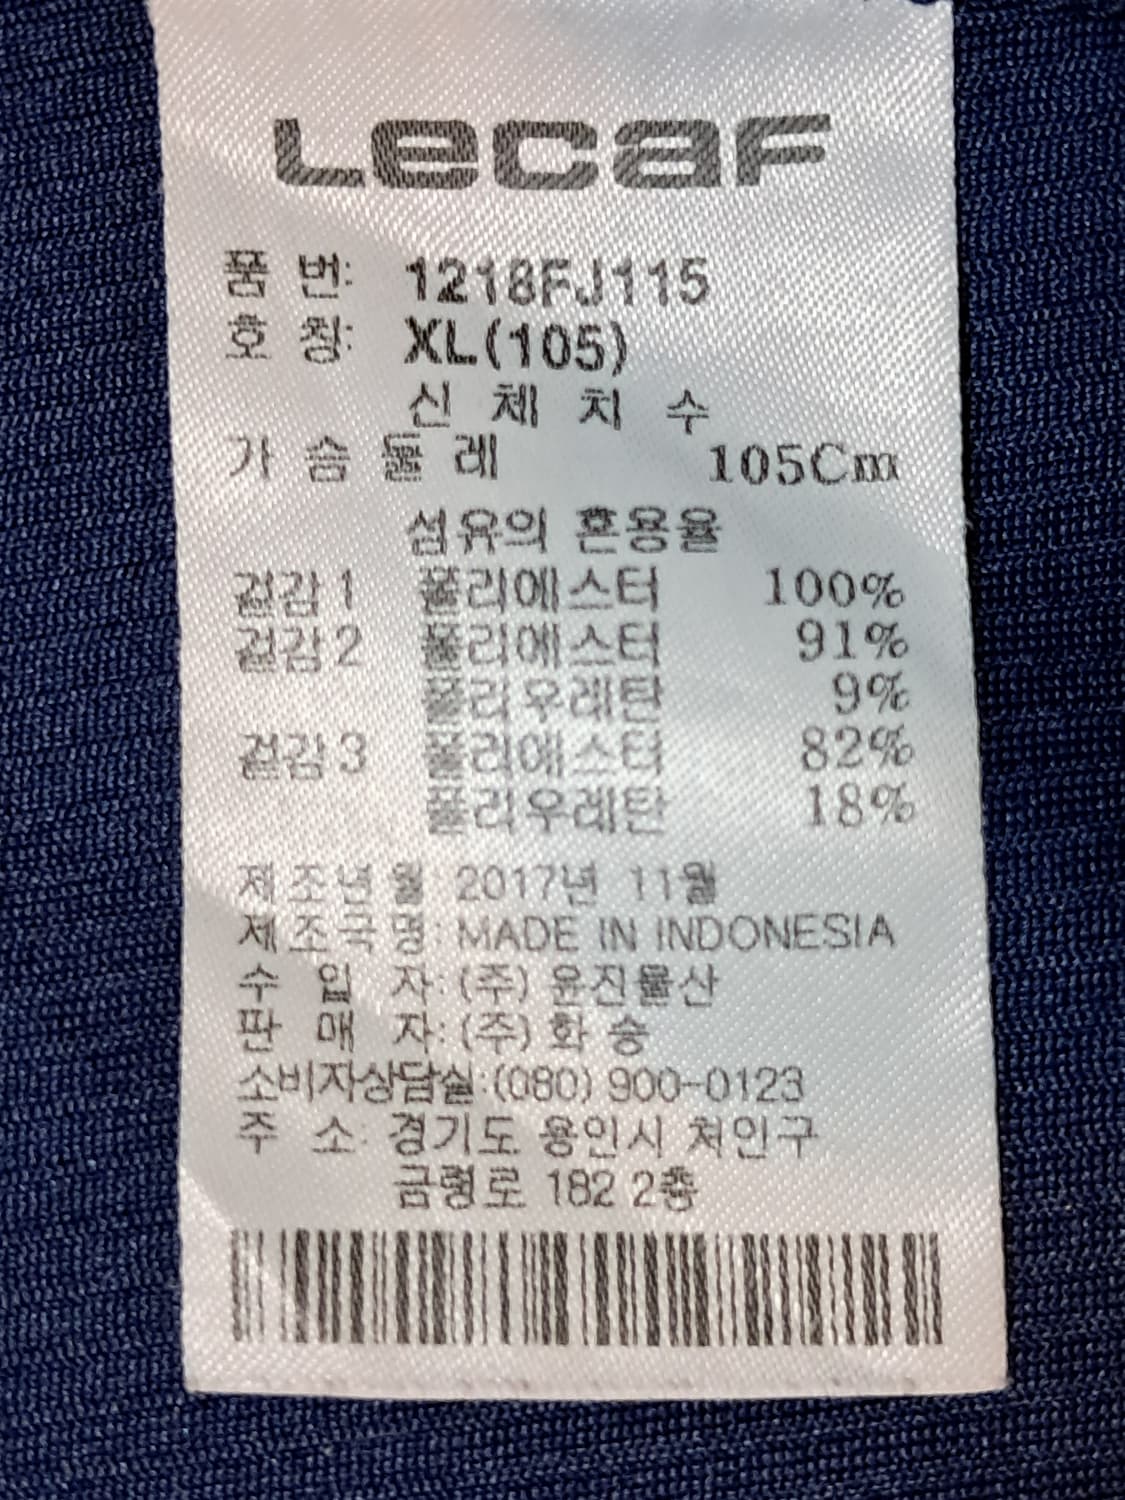 Lecaf
품 번: 1218FJ115
호 칭: XL(105)
신 체 치 수
가 슴 둘 레 105Cm
섬유의 혼용율
겉감1 폴리에스터 100%
겉감2 폴리에스터 91%
폴리우레탄 9%
겉감3 폴리에스터 82%
폴리우레탄 18%
제조년월: 2017년 11월
제조국명: MADE IN INDONESIA
수 입 자: (주) 윤진물산
판 매 자: (주) 화 승
소비자상담실:(080) 900-0123
주 소: 경기도 용인시 처인구
금령로 182 2층